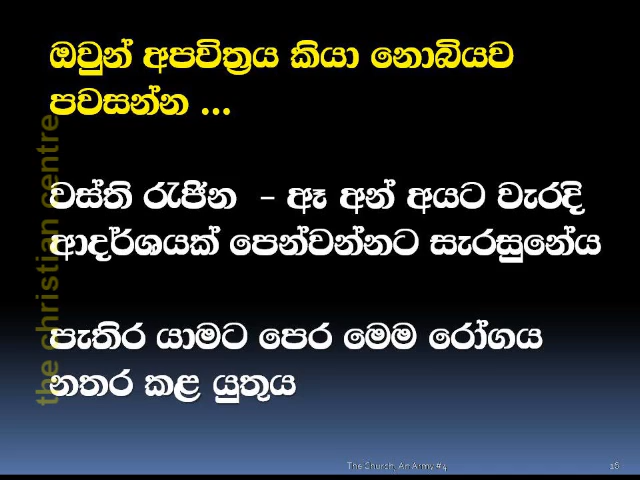 ඔවුන් අපවිත්‍රය කියා නොබියව
පවසන්න ...
වස්ති රැජින - ඈ අන් අයට වැරදි
ආදර්ශයක් පෙන්වන්නට සැරසුනේය
පැතිර යාමට පෙර මෙම රෝගය
නතර කළ යුතුය
the christian centre
The Church, An Army #4
16